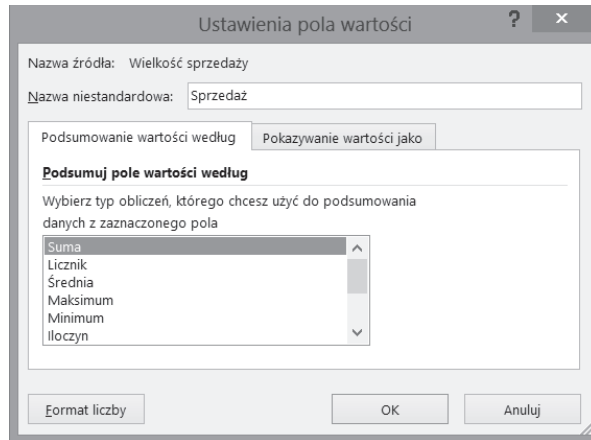 Ustawienia pola wartości ? ×
Nazwa źródła: Wielkość sprzedaży
Nazwa niestandardowa: Sprzedaż
Podsumowanie wartości według Pokazywanie wartości jako
Podsumuj pole wartości według
Wybierz typ obliczeń, którego chcesz użyć do podsumowania
danych z zaznaczonego pola
Suma
Licznik
Średnia
Maksimum
Minimum
Iloczyn
Format liczby OK Anuluj